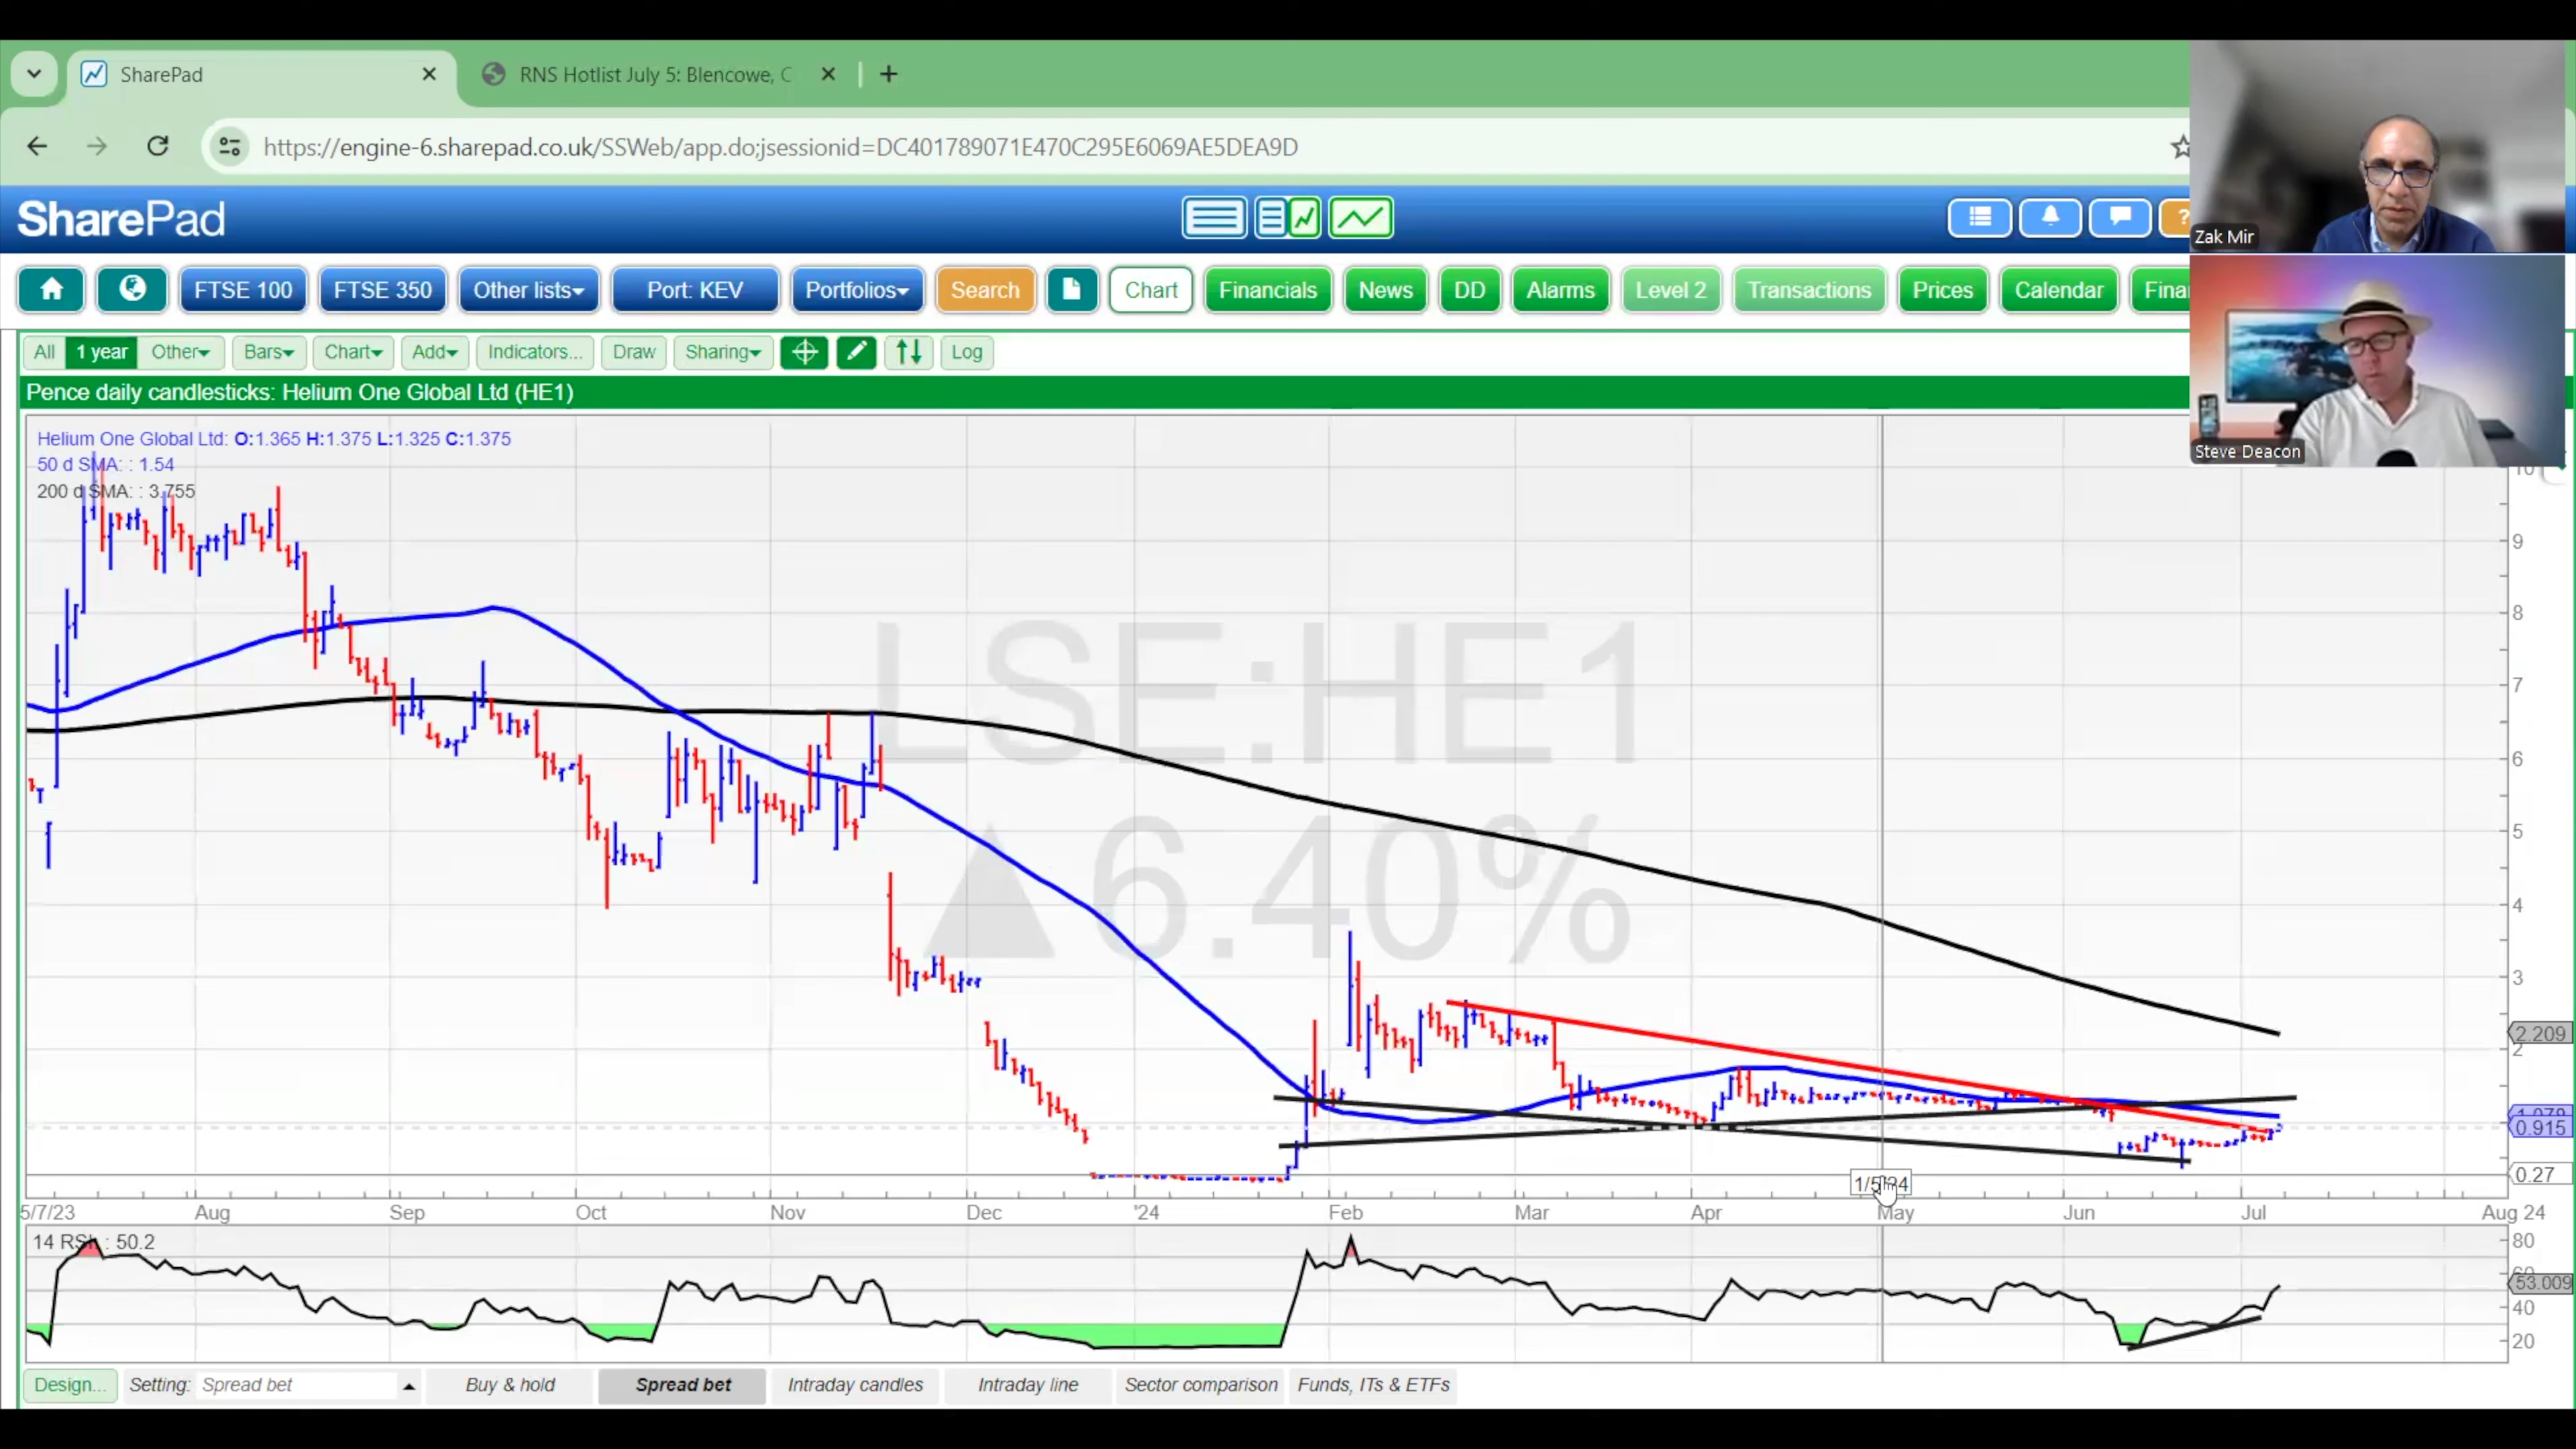 SharePad
RNS Hotlist July 5: Blencowe, C
https://engine-6.sharepad.co.uk/SSWeb/app.do;jsessionid=DC401789071E470C295E6069AE5DEA9D
SharePad
?
Zak Mir
FTSE 100 FTSE 350 Other lists Port: KEV Portfolios Search Chart Financials News DD Alarms Level 2 Transactions Prices Calendar Fina
All 1 year Other Bars Chart Add Indicators... Draw Sharing Log
Pence daily candlesticks: Helium One Global Ltd (HE1)
Helium One Global Ltd: O:1.365 H:1.375 L:1.325 C:1.375
Steve Deacon
50 d SMA: : 1.54
200 d SMA: : 3.755
10
9
8
7
6
5
4
3
2.209
2
0.915
0.27
LSE:HE1
▲6.40%
5/7/23 Aug Sep Oct Nov Dec '24 Feb Mar Apr May Jun Jul Aug 24
14 RSI: : 50.2
80
53.009
40
20
Design... Setting: Spread bet Buy & hold Spread bet Intraday candles Intraday line Sector comparison Funds, ITs & ETFs